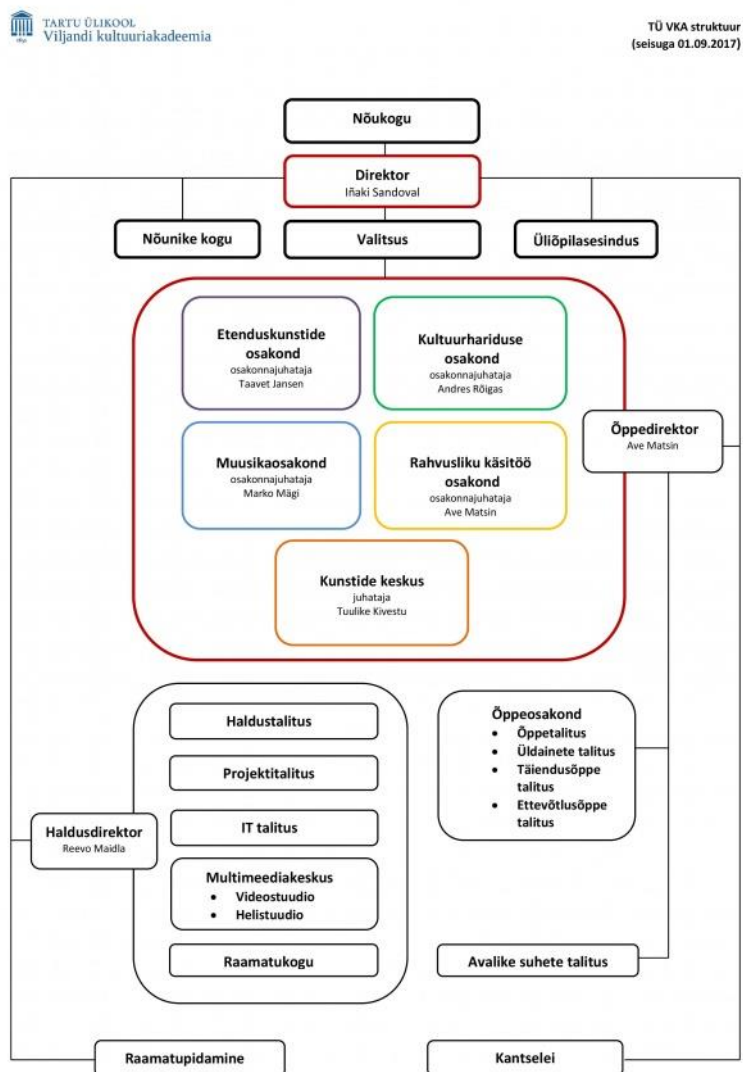 TARTU ÜLIKOOL
Viljandi kultuuriakadeemia
TÜ VKA struktuur
(seisuga 01.09.2017)
Nõukogu
Direktor
Iñaki Sandoval
Nõunike kogu
Valitsus
Üliõpilasesindus
Etenduskunstide
osakond
osakonnajuhataja
Taavet Jansen
Kultuurhariduse
osakond
osakonnajuhataja
Andres Rõigas
Õppedirektor
Ave Matsin
Muusikaosakond
osakonnajuhataja
Marko Mägi
Rahvusliku käsitöö
osakond
osakonnajuhataja
Ave Matsin
Kunstide keskus
juhataja
Tuulike Kivestu
Haldusdirektor
Reevo Maidla
Haldustalitus
Projektitalitus
IT talitus
Multimeediakeskus
• Videostuudio
• Helistuudio
Raamatukogu
Õppeosakond
• Õppetalitus
• Üldainete talitus
• Täiendusõppe
talitus
• Ettevõtlusõppe
talitus
Avalike suhete talitus
Raamatupidamine
Kantselei